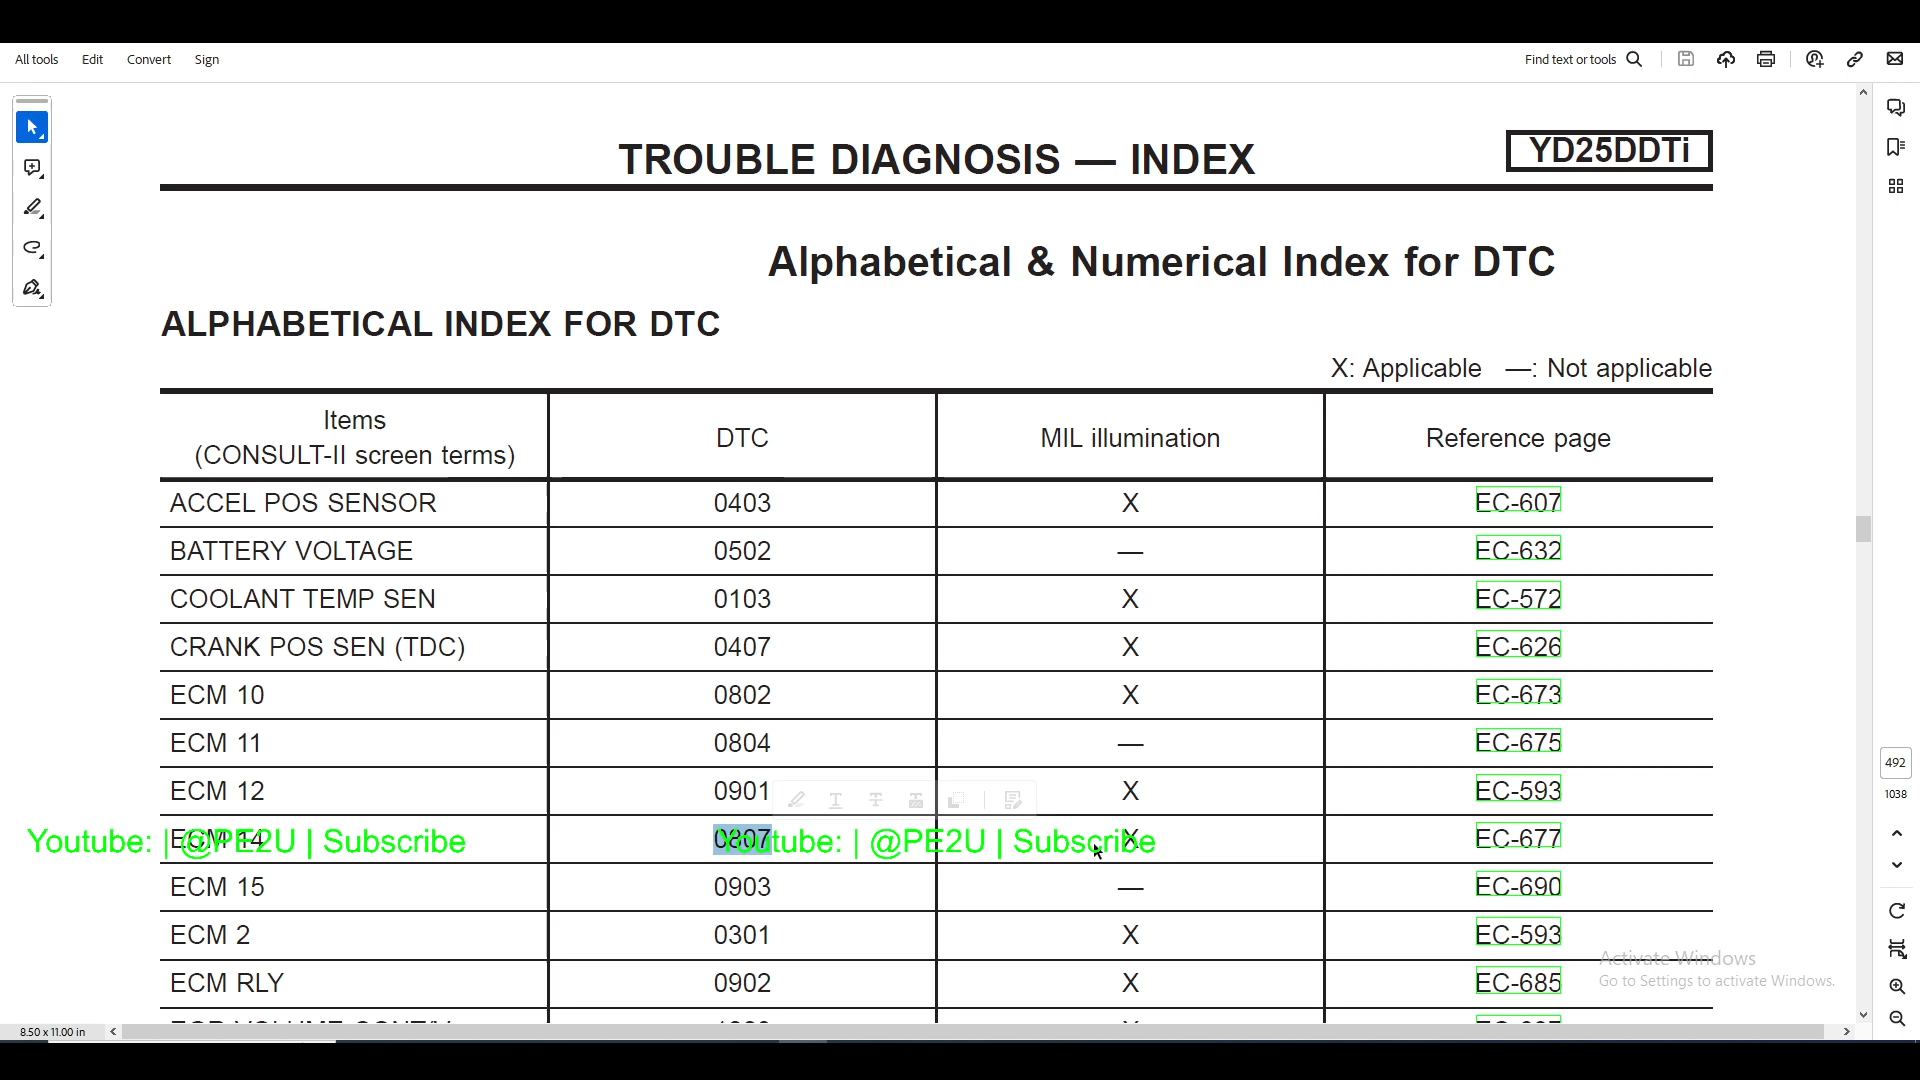 All tools Edit Convert Sign Find text or tools
TROUBLE DIAGNOSIS — INDEX YD25DDTi
Alphabetical & Numerical Index for DTC
ALPHABETICAL INDEX FOR DTC
X: Applicable —: Not applicable
Items
(CONSULT-II screen terms) DTC MIL illumination Reference page
ACCEL POS SENSOR 0403 X EC-607
BATTERY VOLTAGE 0502 — EC-632
COOLANT TEMP SEN 0103 X EC-572
CRANK POS SEN (TDC) 0407 X EC-626
ECM 10 0802 X EC-673
ECM 11 0804 — EC-675
ECM 12 0901 X EC-593
ECM 14 0807 X EC-677
Youtube: | @PE2U | Subscribe Youtube: | @PE2U | Subscribe
ECM 15 0903 — EC-690
ECM 2 0301 X EC-593
ECM RLY 0902 X EC-685
492
1038
Activate Windows
Go to Settings to activate Windows.
8.50 x 11.00 in